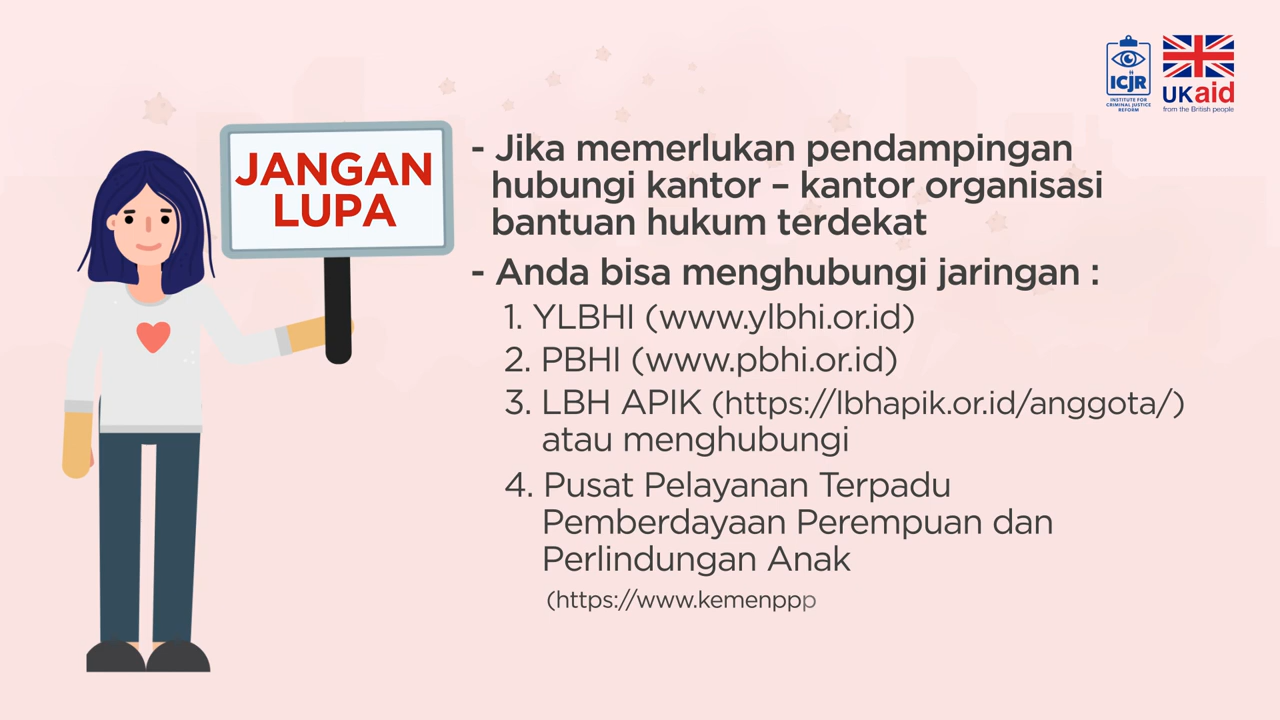 ICJR
INSTITUTE FOR
CRIMINAL JUSTICE
REFORM
UKaid
from the British people
JANGAN
LUPA
- Jika memerlukan pendampingan
hubungi kantor – kantor organisasi
bantuan hukum terdekat
- Anda bisa menghubungi jaringan :
1. YLBHI (www.ylbhi.or.id)
2. PBHI (www.pbhi.or.id)
3. LBH APIK (https://lbhapik.or.id/anggota/)
atau menghubungi
4. Pusat Pelayanan Terpadu
Pemberdayaan Perempuan dan
Perlindungan Anak
(https://www.kemenppp